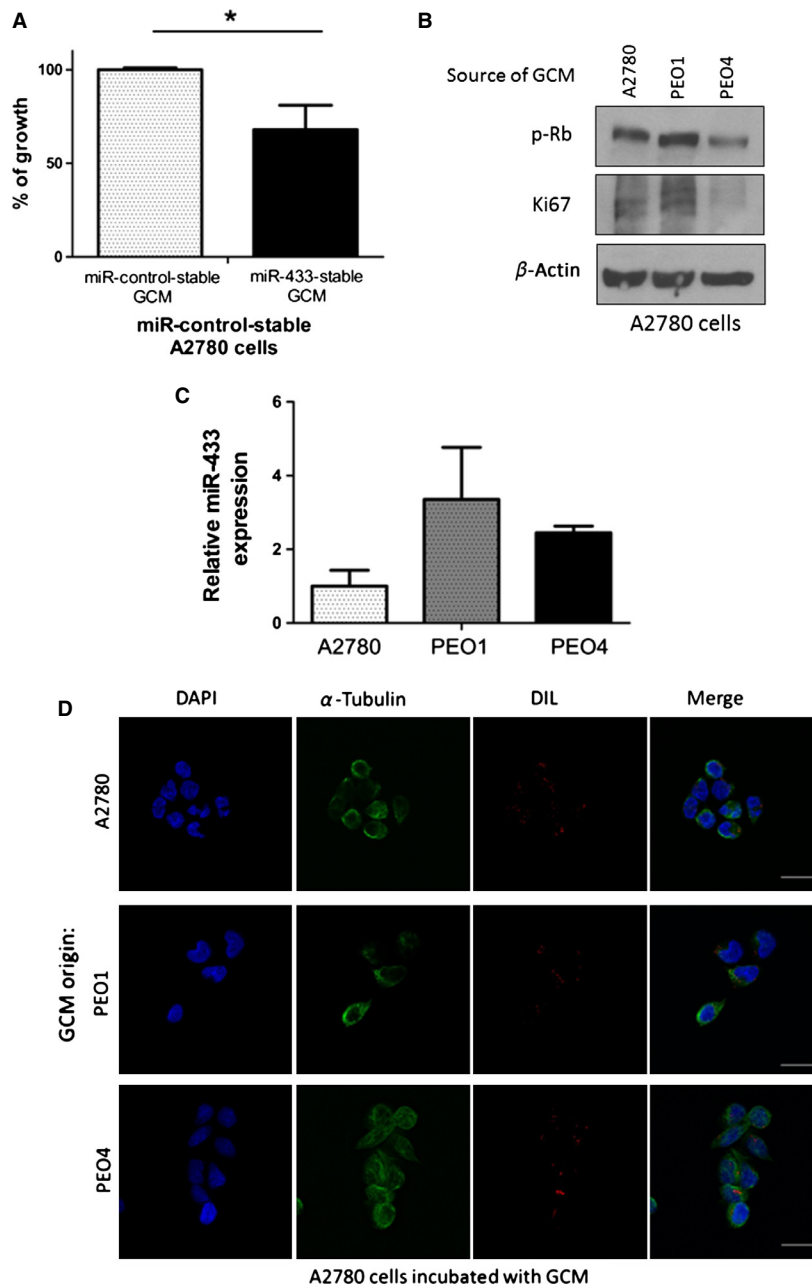 A
*
100
50
0
% of growth
miR-control-stable
GCM
miR-433-stable
GCM
miR-control-stable
A2780 cells
B
Source of GCM
A2780
PEO1
PEO4
p-Rb
Ki67
β-Actin
A2780 cells
C
6
4
2
0
Relative miR-433
expression
A2780
PEO1
PEO4
D
DAPI
α-Tubulin
DIL
Merge
GCM origin:
A2780
PEO1
PEO4
A2780 cells incubated with GCM